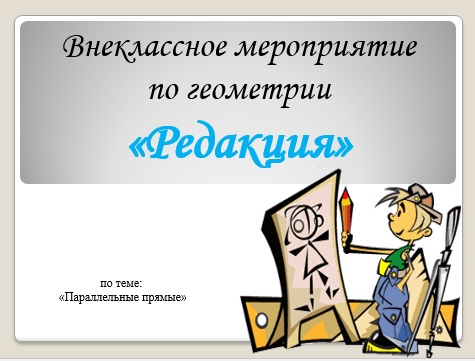 Внеклассное мероприятие
по геометрии
«Редакция»
по теме:
«Параллельные прямые»